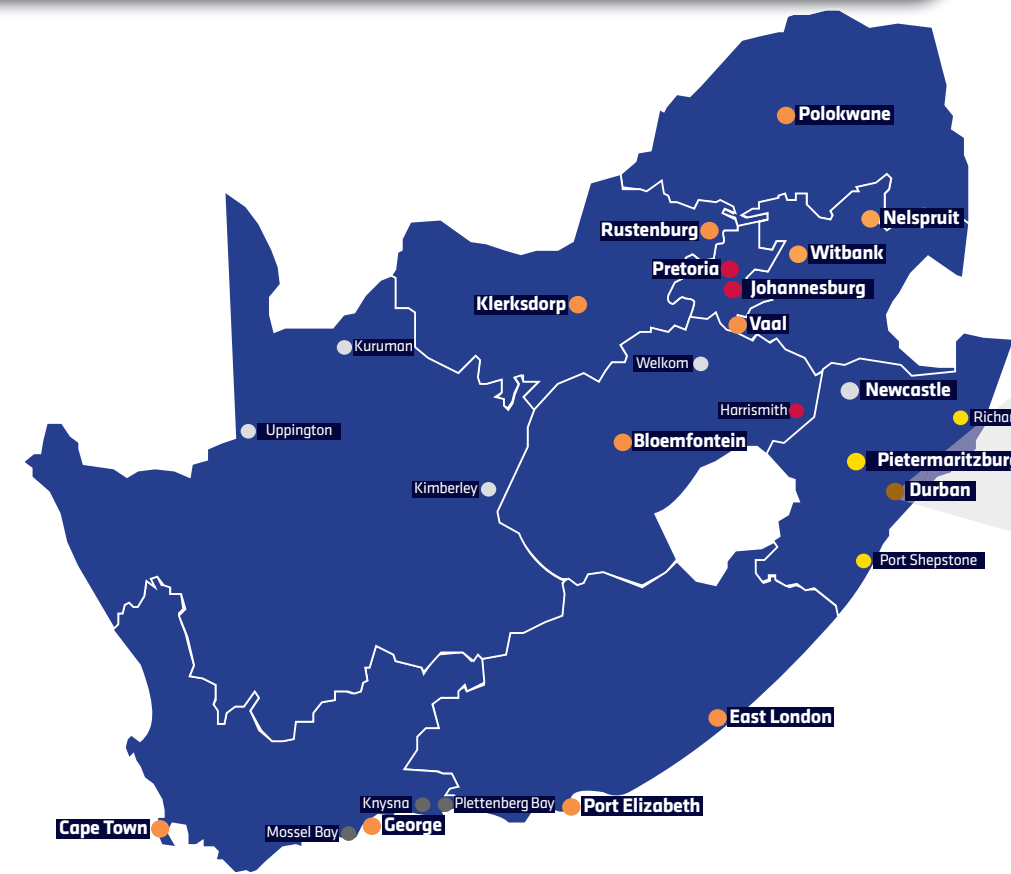 Polokwane
Nelspruit
Rustenburg
Witbank
Pretoria
Johannesburg
Klerksdorp
Vaal
Kuruman
Welkom
Newcastle
Harrismith
Richar
Uppington
Bloemfontein
Pietermaritzburg
Kimberley
Durban
Port Shepstone
East London
Knysna
Plettenberg Bay
Port Elizabeth
George
Cape Town
Mossel Bay